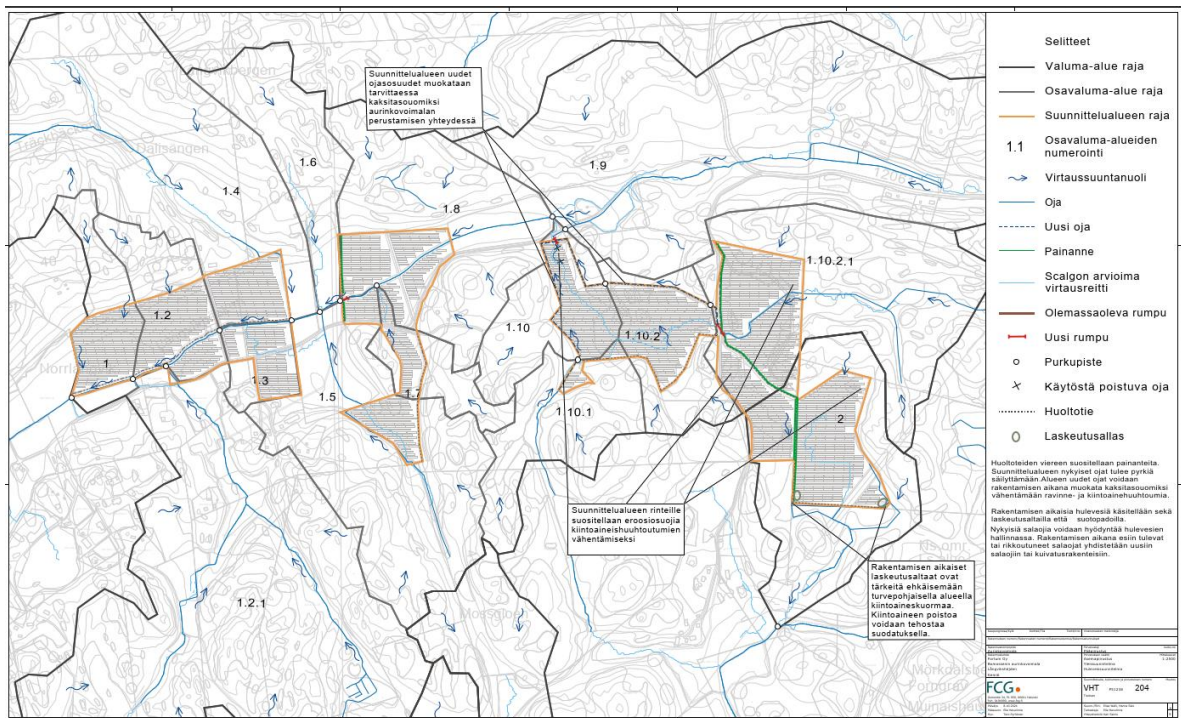 Suunnittelualueen uudet
ojasosuudet muokataan
tarvittaessa
kaksitasouomiksi
aurinkovoimalan
perustamisen yhteydessä
1.6
1.9
1.4
1.8
1.2
1
1.3
1.5
1.7
1.10
1.10.2
1.10.2.1
1.10.1
2
1.2.1
40
Suunnittelualueen rinteille
suositellaan eroosiosuojia
kiintoaineishuuhtoutumien
vähentämiseksi
Rakentamisen aikaiset
laskeutusaltaat ovat
tärkeitä ehkäisemään
turvepohjaisella alueella
kiintoaineskuormaa.
Kiintoaineen poistoa
voidaan tehostaa
suodatuksella.
Selitteet
Valuma-alue raja
Osavaluma-alue raja
Suunnittelualueen raja
1.1 Osavaluma-alueiden
numerointi
Virtaussuuntanuoli
Oja
Uusi oja
Painanne
Scalgon arvioima
virtausreitti
Olemassaoleva rumpu
Uusi rumpu
Purkupiste
Käytöstä poistuva oja
Huoltotie
Laskeutusallas
Huoltoteiden viereen suositellaan painanteita.
Suunnittelualueen nykyiset ojat tulee pyrkiä
säilyttämään.Alueen uudet ojat voidaan
rakentamisen aikana muokata kaksitasouomiksi
vähentämään ravinne- ja kiintoainehuuhtoumia.
Rakentamisen aikaisia hulevesiä käsitellään sekä
laskeutusaltailla että suotopadoilla.
Nykyisiä salaojia voidaan hyödyntää hulevesien
hallinnassa. Rakentamisen aikana esiin tulevat
tai rikkoutuneet salaojat yhdistetään uusiin
salaojiin tai kuivatusrakenteisiin.
FCG
VHT
204